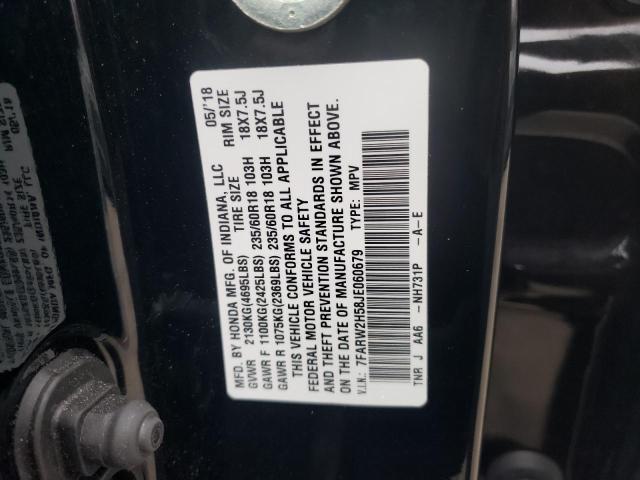 MFD. BY HONDA MFG. OF INDIANA, LLC 05/'18
TIRE SIZE RIM SIZE
GVWR 2130KG(4695LBS)
GAWR F 1100KG(2425LBS) 235/60R18 103H 18X7.5J
GAWR R 1075KG(2369LBS) 235/60R18 103H 18X7.5J
THIS VEHICLE CONFORMS TO ALL APPLICABLE
FEDERAL MOTOR VEHICLE SAFETY
AND THEFT PREVENTION STANDARDS IN EFFECT
ON THE DATE OF MANUFACTURE SHOWN ABOVE.
V.I.N.: 7FARW2H58JE060679 TYPE: MPV
TNR J AA6 -NH731P -A-E